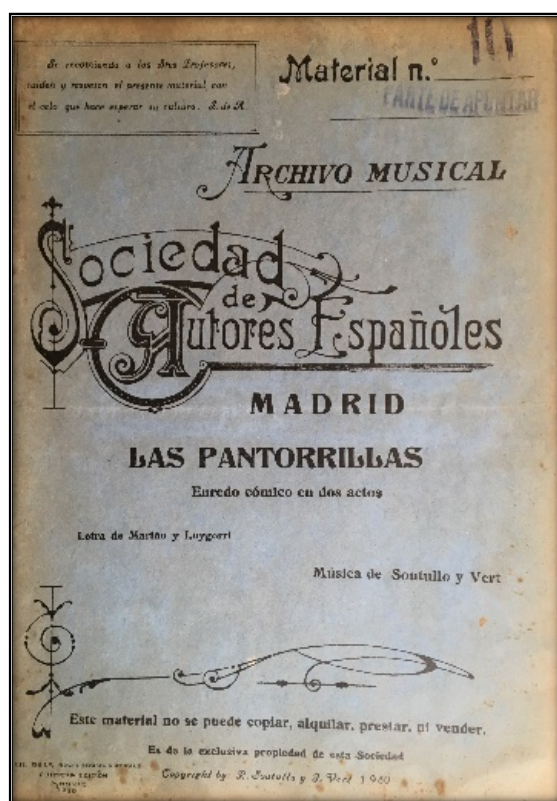 Se recomienda a los Sres Profesores,
cuiden y respeten el presente material con
el celo que hace esperar su cultura. S. de A.
Material n.º
PARTE DE APUNTAR
ARCHIVO MUSICAL
Sociedad
de
Autores Españoles
MADRID
LAS PANTORRILLAS
Enredo cómico en dos actos
Letra de Mariño y Luygorri
Música de Soutullo y Vert
Este material no se puede copiar, alquilar, prestar, ni vender.
Es de la exclusiva propiedad de esta Sociedad
Copyright by R. Soutullo y J. Vert 19